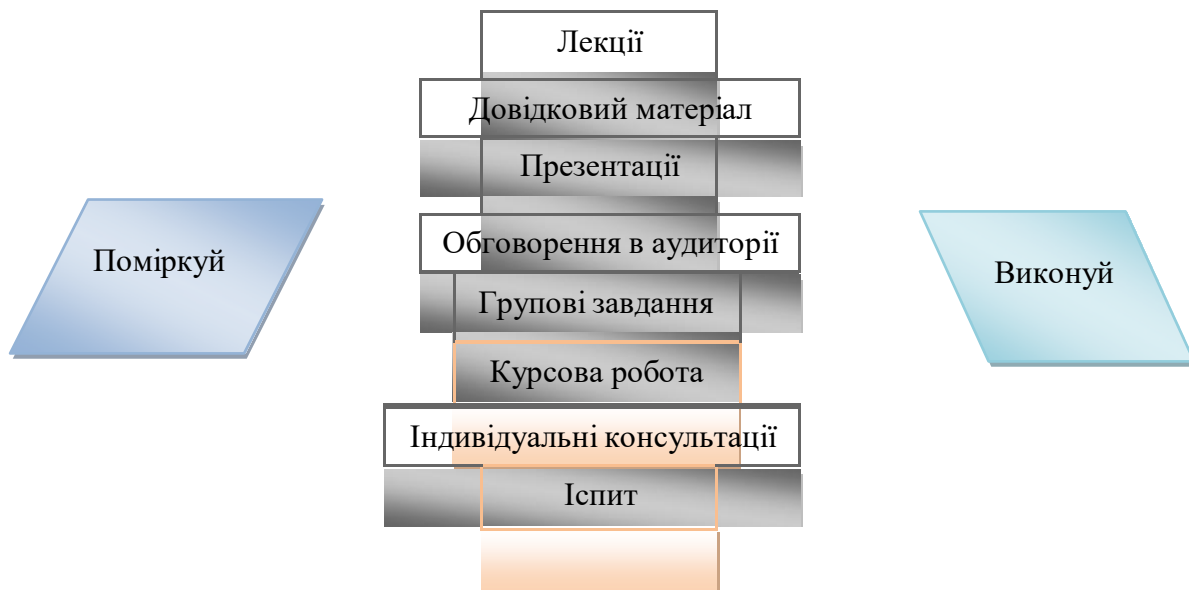 Лекції
Довідковий матеріал
Презентації
Поміркуй
Обговорення в аудиторії
Виконуй
Групові завдання
Курсова робота
Індивідуальні консультації
Іспит